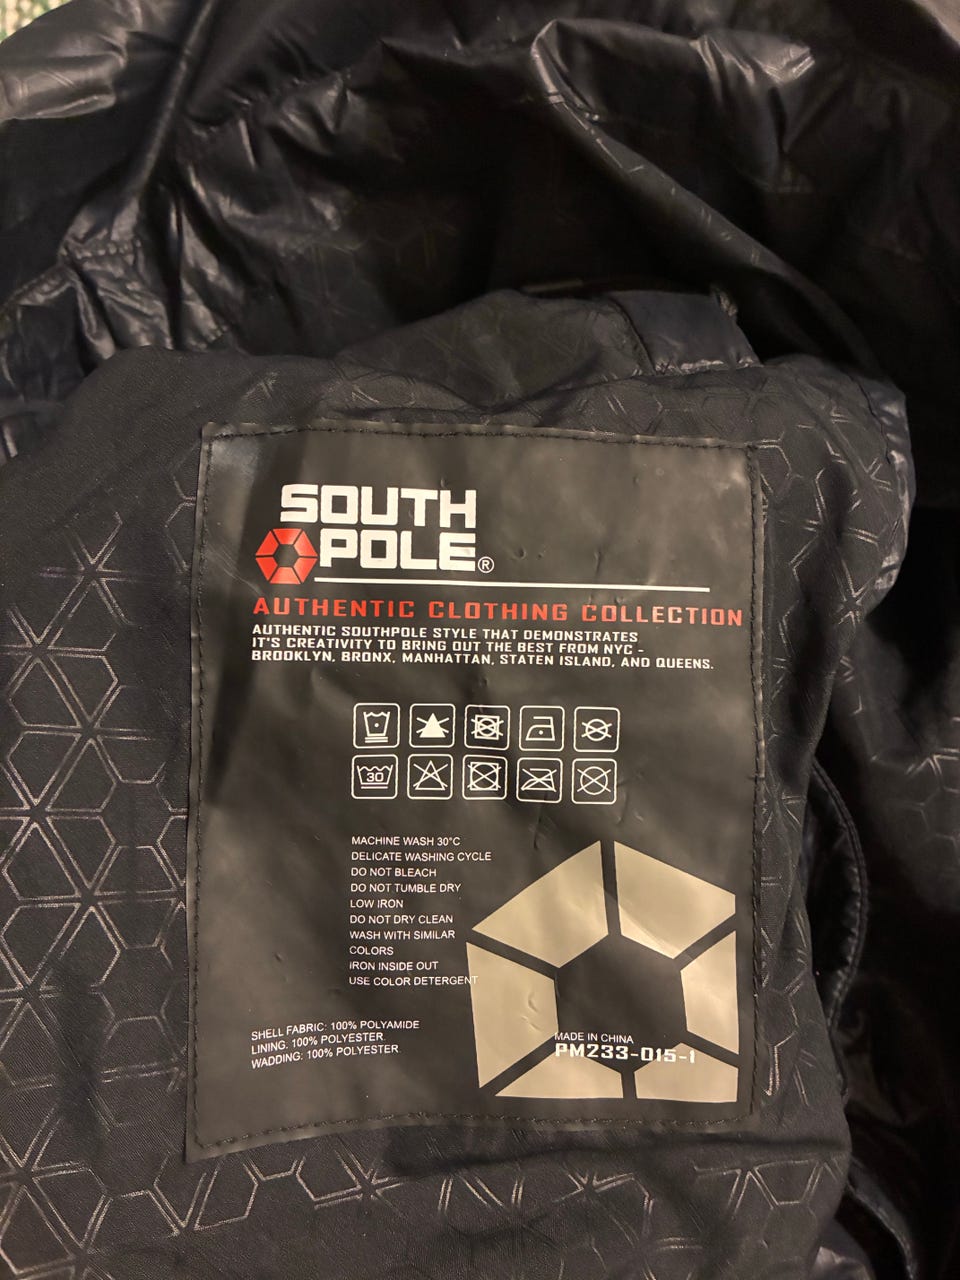 SOUTH
POLE®
AUTHENTIC CLOTHING COLLECTION
AUTHENTIC SOUTHPOLE STYLE THAT DEMONSTRATES
IT'S CREATIVITY TO BRING OUT THE BEST FROM NYC -
BROOKLYN, BRONX, MANHATTAN, STATEN ISLAND, AND QUEENS.
30
MACHINE WASH 30°C
DELICATE WASHING CYCLE
DO NOT BLEACH
DO NOT TUMBLE DRY
LOW IRON
DO NOT DRY CLEAN
WASH WITH SIMILAR
COLORS
IRON INSIDE OUT
USE COLOR DETERGENT
SHELL FABRIC: 100% POLYAMIDE
LINING: 100% POLYESTER
WADDING: 100% POLYESTER
MADE IN CHINA
PM233-015-1